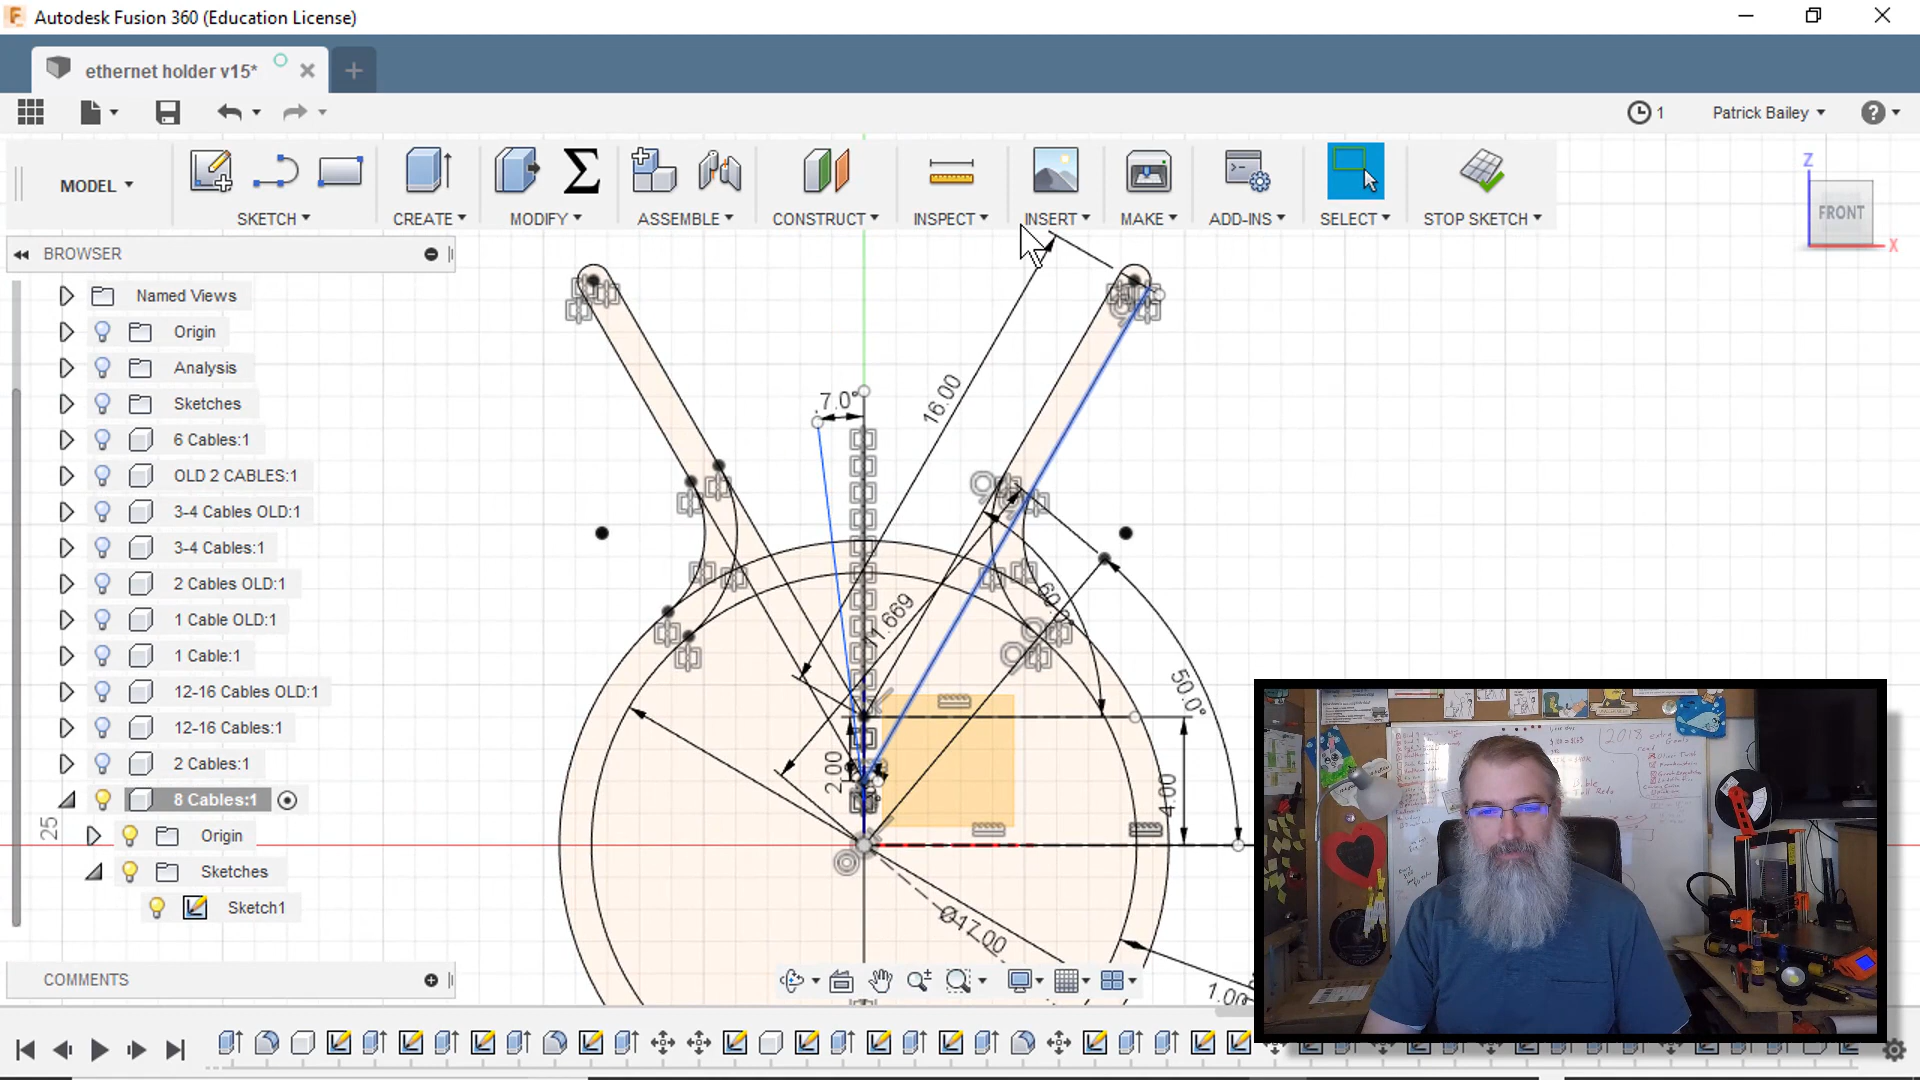 Autodesk Fusion 360 (Education License)
ethernet holder v15*
1
Patrick Bailey
MODEL
SKETCH
CREATE
MODIFY
ASSEMBLE
CONSTRUCT
INSPECT
INSERT
MAKE
ADD-INS
SELECT
STOP SKETCH
Z
FRONT
X
BROWSER
Named Views
Origin
Analysis
Sketches
6 Cables:1
OLD 2 CABLES:1
3-4 Cables OLD:1
3-4 Cables:1
2 Cables OLD:1
1 Cable OLD:1
1 Cable:1
12-16 Cables OLD:1
12-16 Cables:1
2 Cables:1
8 Cables:1
Origin
Sketches
Sketch1
25
7.0°
16.00
60.0°
50.0°
2.00
4.00
Ø17.00
COMMENTS
2018